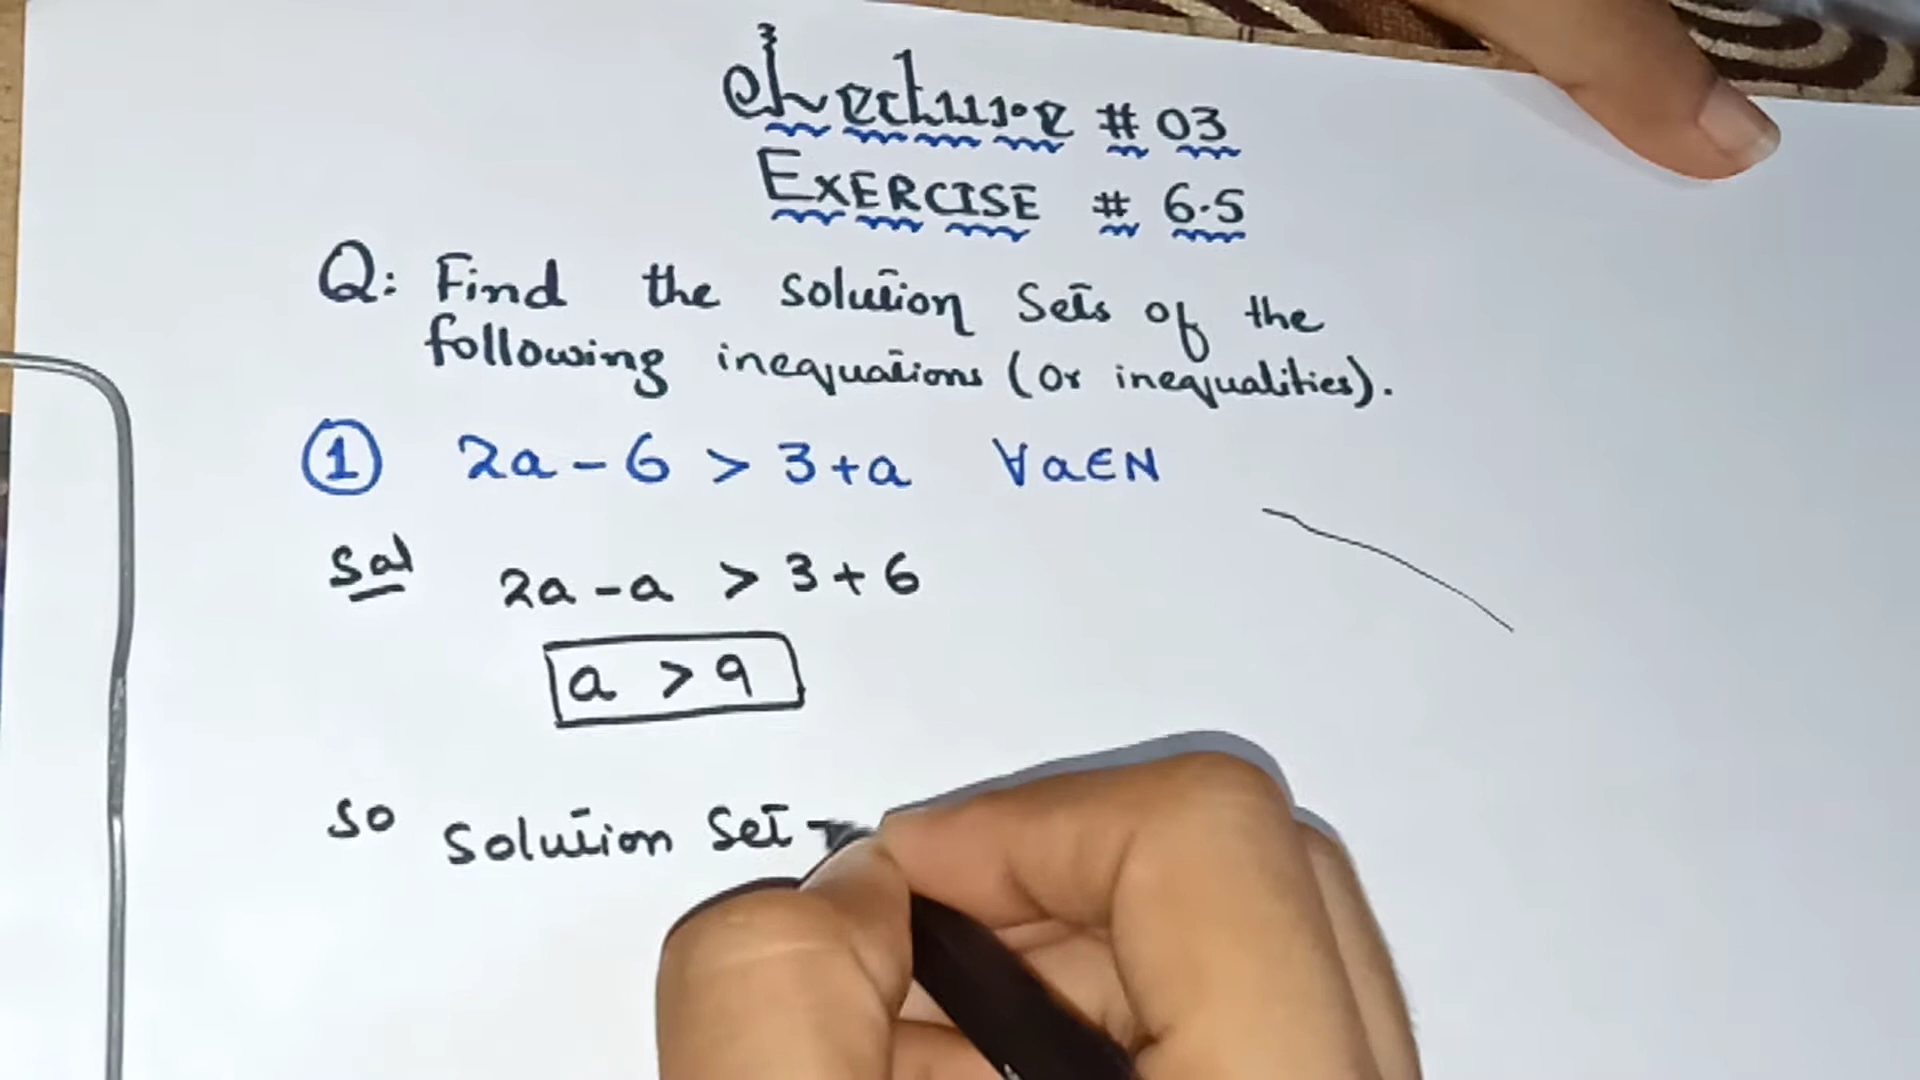 Lecture # 03
EXERCISE # 6.5
Q: Find the solution Sets of the
following inequations (or inequalities).
① 2a - 6 > 3 + a ∀ a ∈ N
Sol 2a - a > 3 + 6
a > 9
So Solution Set